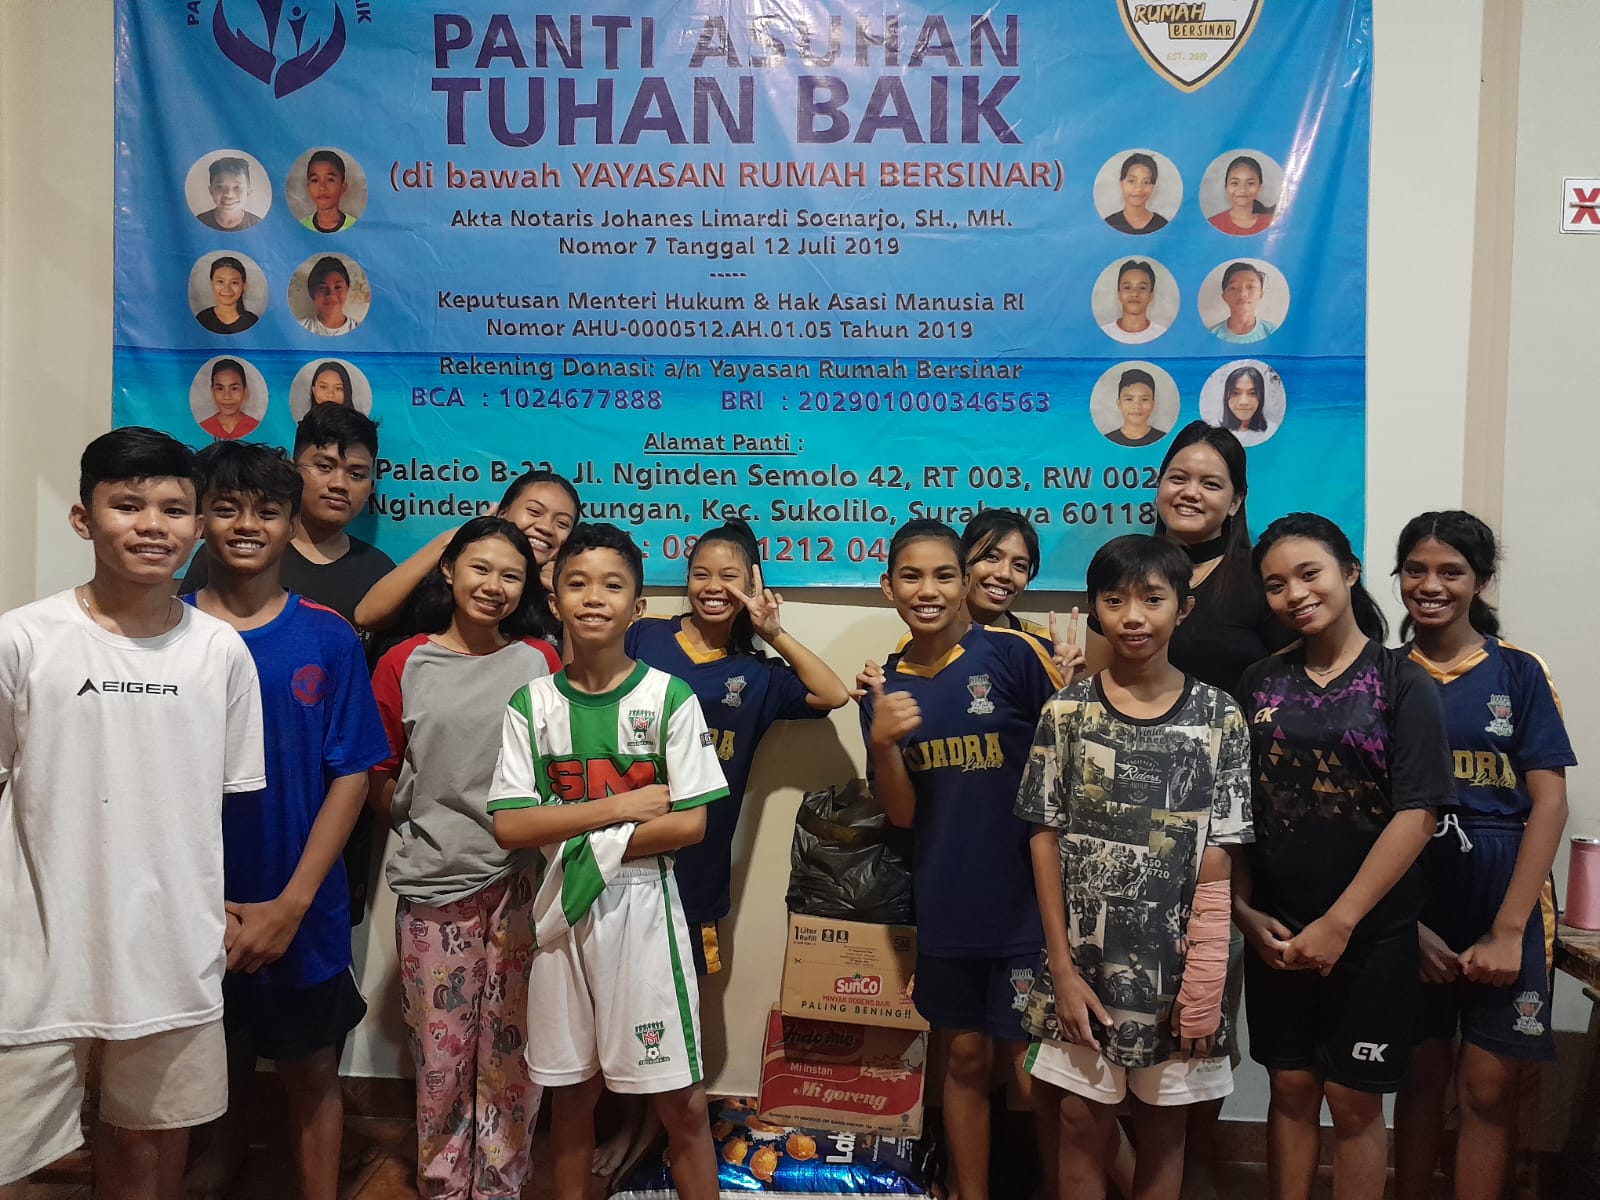 PANTI ASUHAN
TUHAN BAIK
RUMAH
BERSINAR
EST. 2019
(di bawah YAYASAN RUMAH BERSINAR)
Akta Notaris Johanes Limardi Soenarjo, SH., MH.
Nomor 7 Tanggal 12 Juli 2019
-----
Keputusan Menteri Hukum & Hak Asasi Manusia RI
Nomor AHU-0000512.AH.01.05 Tahun 2019
Rekening Donasi: a/n Yayasan Rumah Bersinar
BCA : 1024677888 BRI : 202901000346563
Alamat Panti :
Palacio B-22, Jl. Nginden Semolo 42, RT 003, RW 002
Nginden Kec. Sukolilo, Surabaya 60118
1212
X
EIGER
SM
QUADRA
Ladies
Riders
GK
GK
1 Liter
Refill
SunCo
MINYAK GORENG BAIK
PALING BENING!!
Indomie
Mi Instan
Mi goreng